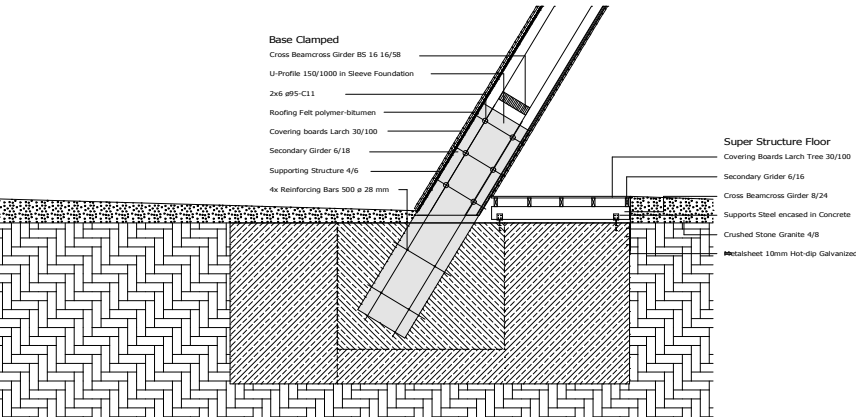 Base Clamped
Cross Beamcross Girder BS 16 16/58
U-Profile 150/1000 in Sleeve Foundation
2x6 ø95-C11
Roofing Felt polymer-bitumen
Covering boards Larch 30/100
Secondary Girder 6/18
Supporting Structure 4/6
4x Reinforcing Bars 500 ø 28 mm
Super Structure Floor
Covering Boards Larch Tree 30/100
Secondary Grider 6/16
Cross Beamcross Girder 8/24
Supports Steel encased in Concrete
Crushed Stone Granite 4/8
Metalsheet 10mm Hot-dip Galvanized